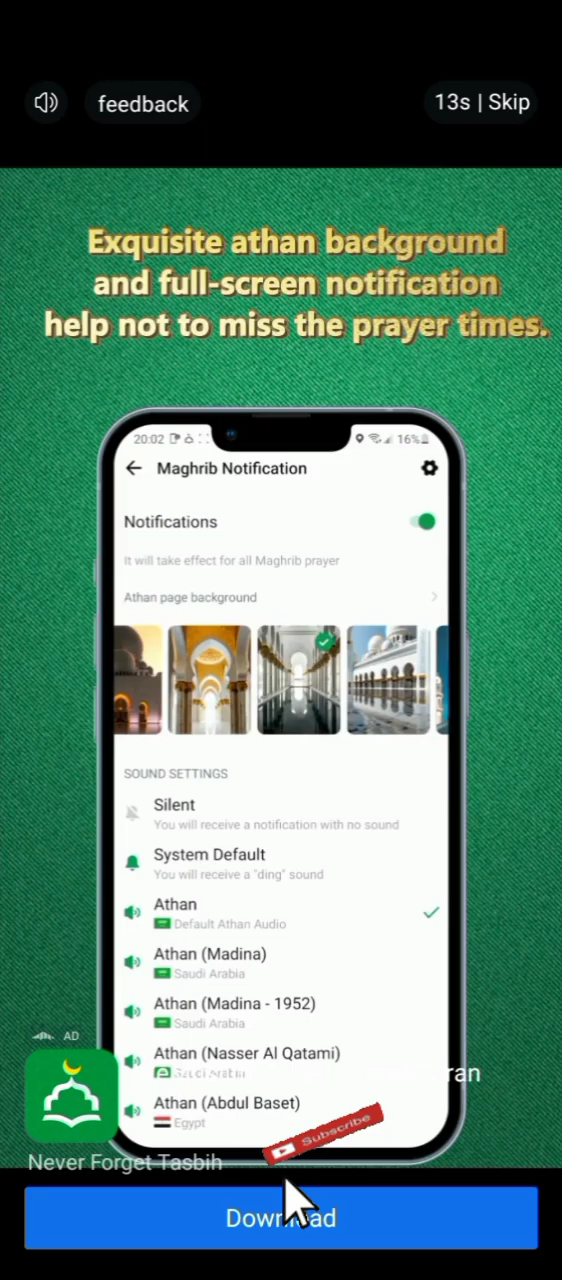 feedback
13s | Skip
Exquisite athan background
and full-screen notification
help not to miss the prayer times.
20:02
16%
Maghrib Notification
Notifications
It will take effect for all Maghrib prayer
Athan page background
SOUND SETTINGS
Silent
You will receive a notification with no sound
System Default
You will receive a "ding" sound
Athan
Default Athan Audio
Athan (Madina)
Saudi Arabia
Athan (Madina - 1952)
Saudi Arabia
AD
Athan (Nasser Al Qatami)
Saudi Arabia
Athan (Abdul Baset)
Egypt
Subscribe
Never Forget Tasbih
Download